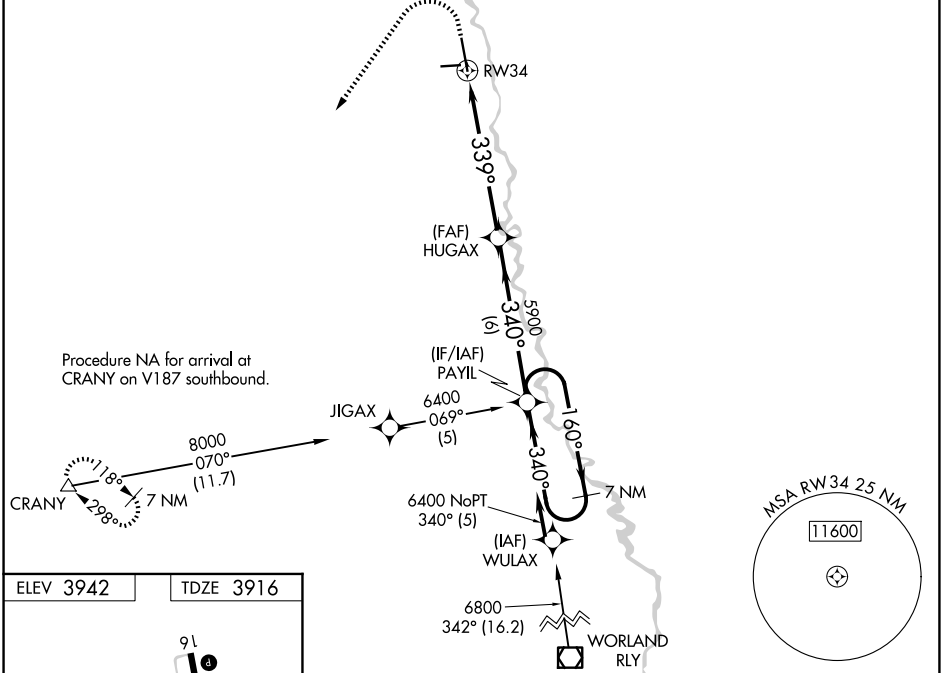 RW34
339°
(FAF)
HUGAX
5900
340°
(6)
Procedure NA for arrival at
CRANY on V187 southbound.
(IF/IAF)
PAYIL
JIGAX
6400
069°
(5)
8000
070°
(11.7)
118°
298°
7 NM
CRANY
160°
340°
7 NM
6400 NoPT
340° (5)
(IAF)
WULAX
6800
342° (16.2)
WORLAND
RLY
MSA RW34 25 NM
11600
ELEV 3942
TDZE 3916
16
P